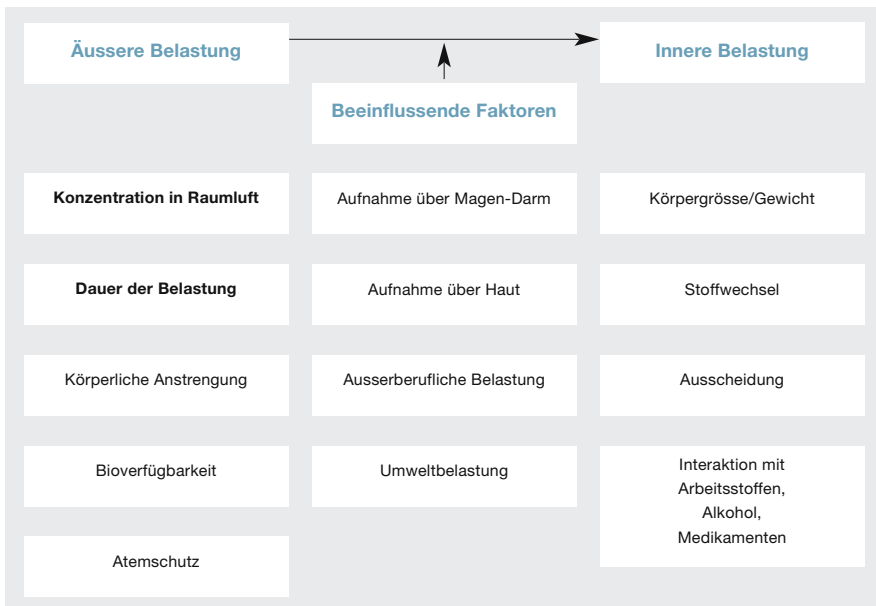 Äussere Belastung
Innere Belastung
Beeinflussende Faktoren
Konzentration in Raumluft
Aufnahme über Magen-Darm
Körpergrösse/Gewicht
Dauer der Belastung
Aufnahme über Haut
Stoffwechsel
Körperliche Anstrengung
Ausserberufliche Belastung
Ausscheidung
Bioverfügbarkeit
Umweltbelastung
Interaktion mit
Arbeitsstoffen,
Alkohol,
Medikamenten
Atemschutz